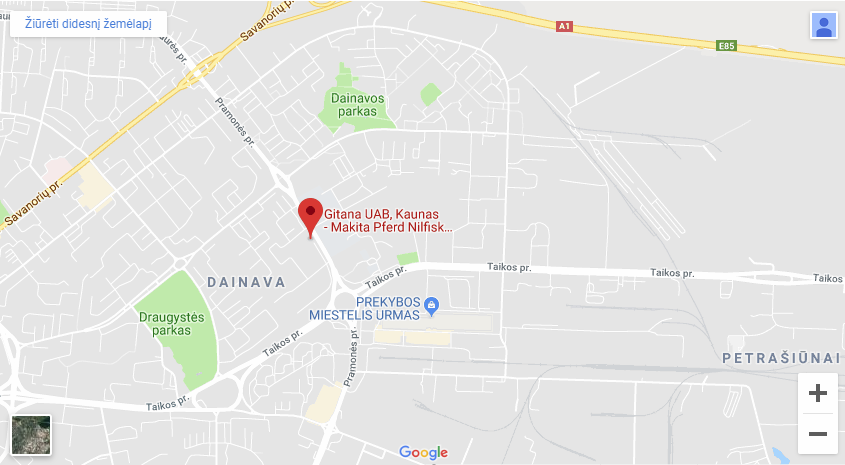 Žiūrėti didesnį žemėlapį
Savanorių pr.
A1
E85
Pramonės pr.
Dainavos
parkas
Savanorių pr.
Gitana UAB, Kaunas
- Makita Pferd Nilfisk...
Taikos pr.
Taikos pr.
Taikos pr.
Taikos
DAINAVA
PREKYBOS
MIESTELIS URMAS
Draugystės
parkas
Taikos pr.
Pramonės pr.
PETRAŠIŪNAI
Taikos pr.
Google